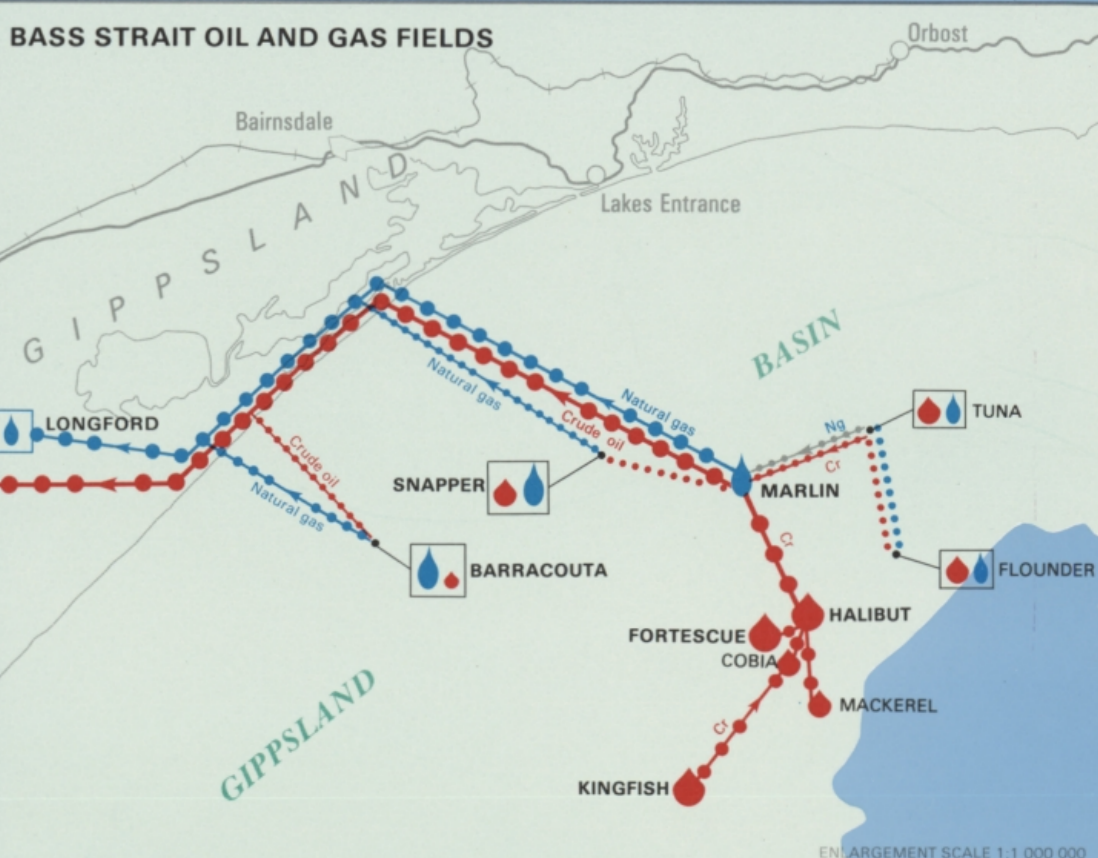 BASS STRAIT OIL AND GAS FIELDS
Orbost
Bairnsdale
Lakes Entrance
GIPPSLAND
BASIN
Natural gas
Natural gas
Crude oil
LONGFORD
Crude oil
Natural gas
SNAPPER
MARLIN
Ng
Cr
TUNA
BARRACOUTA
Cr
FLOUNDER
HALIBUT
FORTESCUE
COBIA
MACKEREL
GIPPSLAND
Cr
KINGFISH
ENLARGEMENT SCALE 1:1 000 000